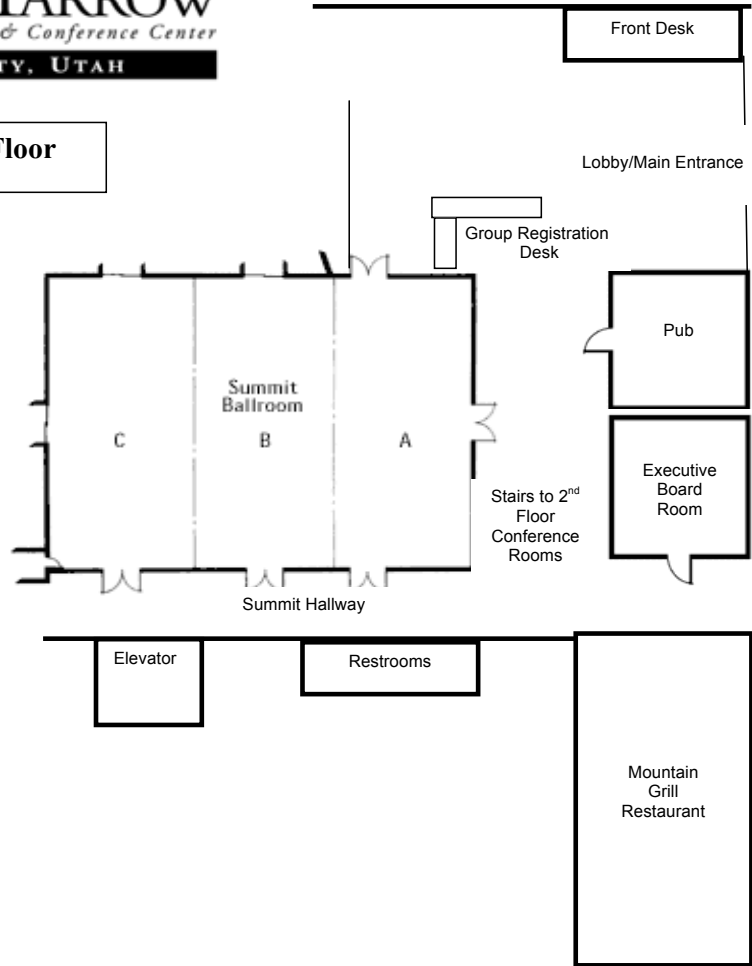 ARROW
& Conference Center
TY, UTAH
Front Desk
Floor
Lobby/Main Entrance
Group Registration
Desk
Pub
Summit
Ballroom
C
B
A
Executive
Board
Room
Stairs to 2nd
Floor
Conference
Rooms
Summit Hallway
Elevator
Restrooms
Mountain
Grill
Restaurant